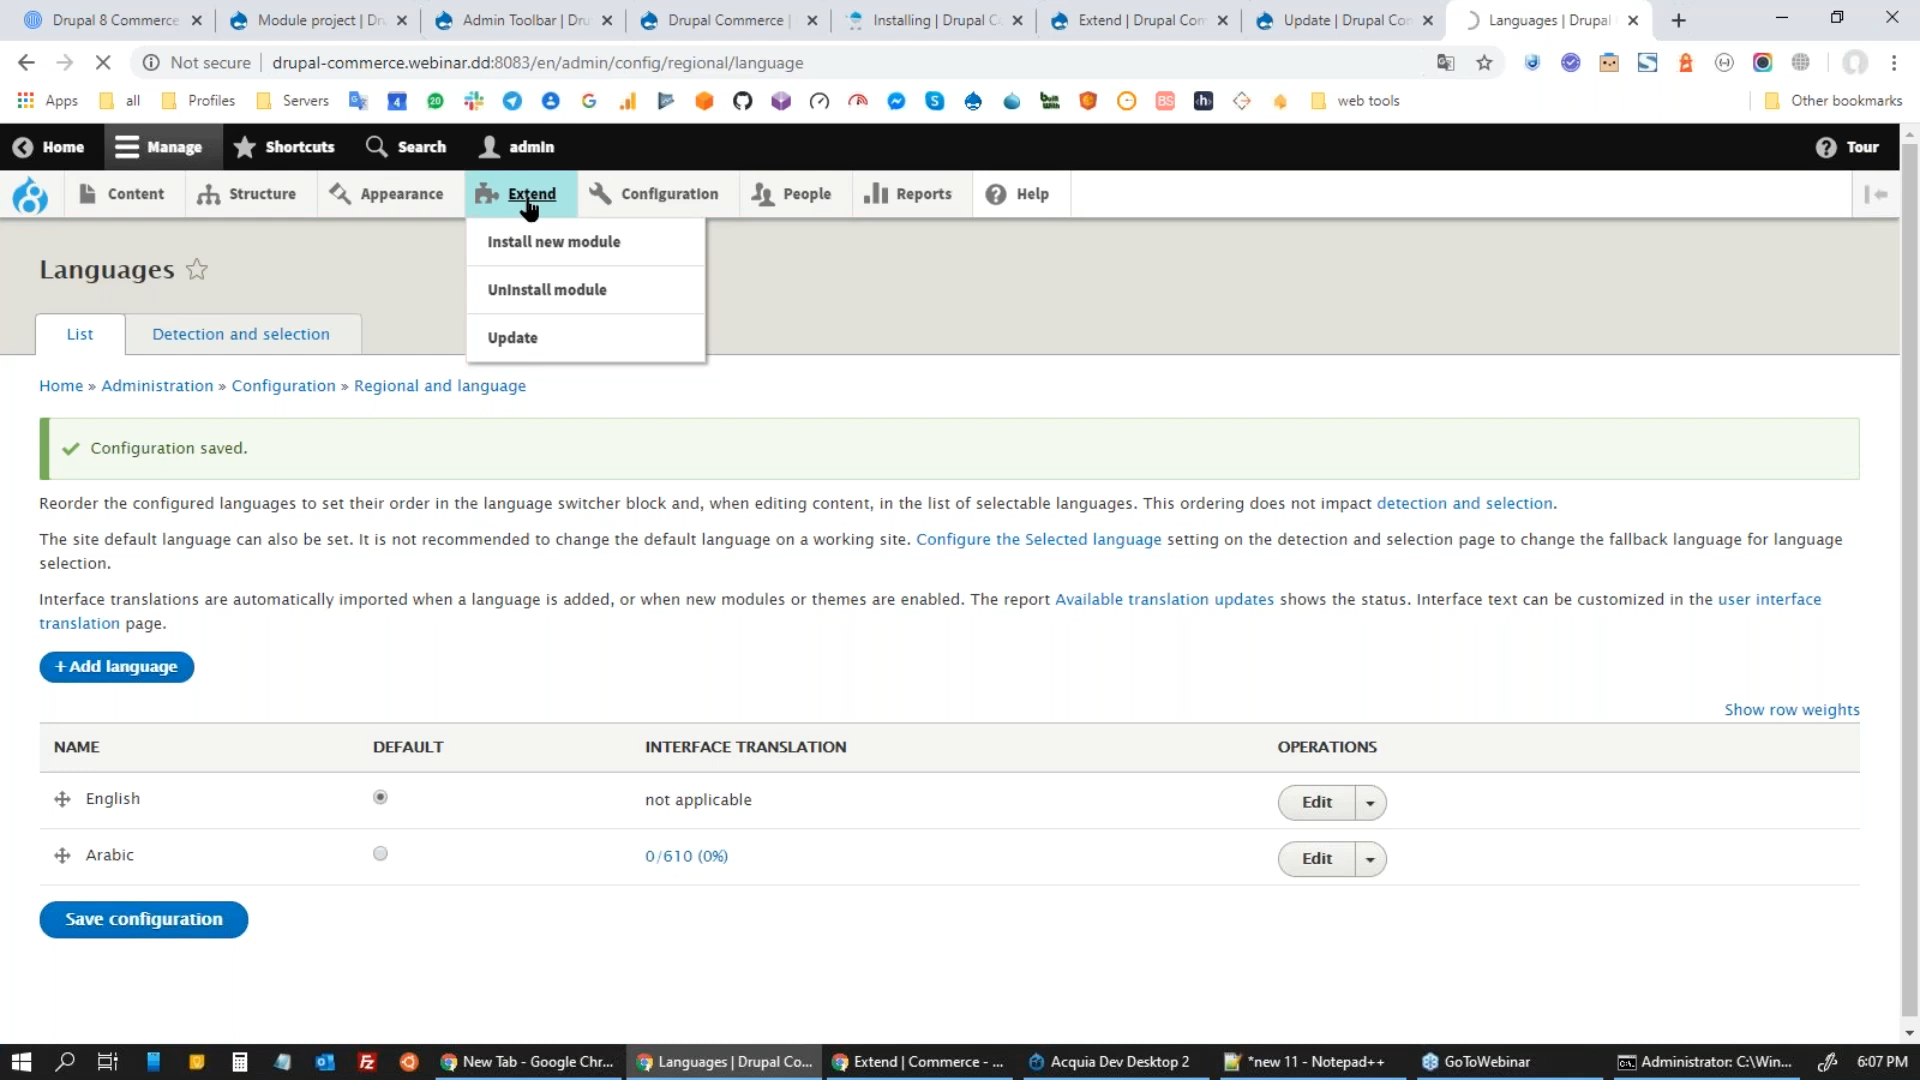 Drupal 8 Commerce
Module project | Dr
Admin Toolbar | Dru
Drupal Commerce |
Installing | Drupal C
Extend | Drupal Com
Update | Drupal Co
Languages | Drupal
Not secure | drupal-commerce.webinar.dd:8083/en/admin/config/regional/language
Apps all Profiles Servers web tools Other bookmarks
Home Manage Shortcuts Search admin Tour
Content Structure Appearance Extend Configuration People Reports Help
Install new module
Uninstall module
Update
Languages
List Detection and selection
Home » Administration » Configuration » Regional and language
Configuration saved.
Reorder the configured languages to set their order in the language switcher block and, when editing content, in the list of selectable languages. This ordering does not impact detection and selection.
The site default language can also be set. It is not recommended to change the default language on a working site. Configure the Selected language setting on the detection and selection page to change the fallback language for language
selection.
Interface translations are automatically imported when a language is added, or when new modules or themes are enabled. The report Available translation updates shows the status. Interface text can be customized in the user interface
translation page.
+ Add language
Show row weights
NAME DEFAULT INTERFACE TRANSLATION OPERATIONS
English not applicable Edit
Arabic 0/610 (0%) Edit
Save configuration
New Tab - Google Chr... Languages | Drupal Co... Extend | Commerce - ... Acquia Dev Desktop 2 *new 11 - Notepad++ GoToWebinar Administrator: C:\Win... 6:07 PM